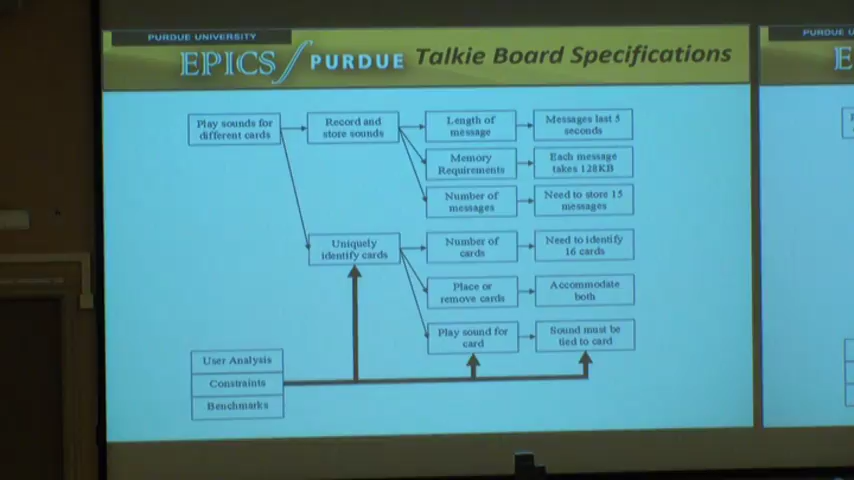 PURDUE UNIVERSITY
EPICS PURDUE Talkie Board Specifications
Play sounds for
different cards
Record and
store sounds
Length of
message
Messages last 5
seconds
Memory
Requirements
Each message
takes 128KB
Number of
messages
Need to store 15
messages
Uniquely
identify cards
Number of
cards
Need to identify
16 cards
Place or
remove cards
Accommodate
both
Play sound for
card
Sound must be
tied to card
User Analysis
Constraints
Benchmarks
PURDUE U
E